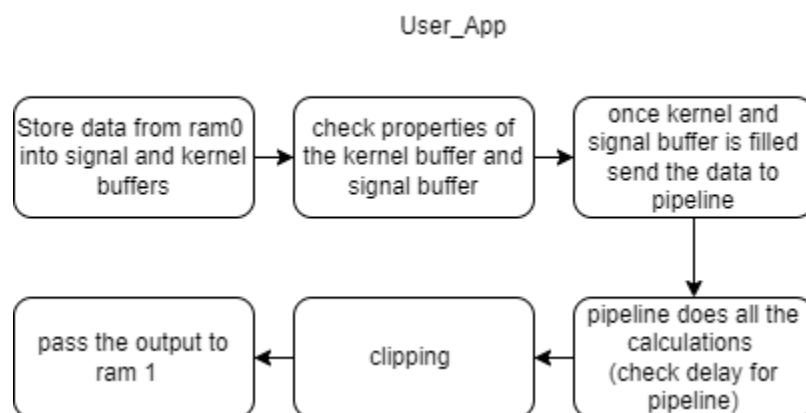 User_App
Store data from ram0
into signal and kernel
buffers
check properties of
the kernel buffer and
signal buffer
once kernel and
signal buffer is filled
send the data to
pipeline
pipeline does all the
calculations
(check delay for
pipeline)
clipping
pass the output to
ram 1